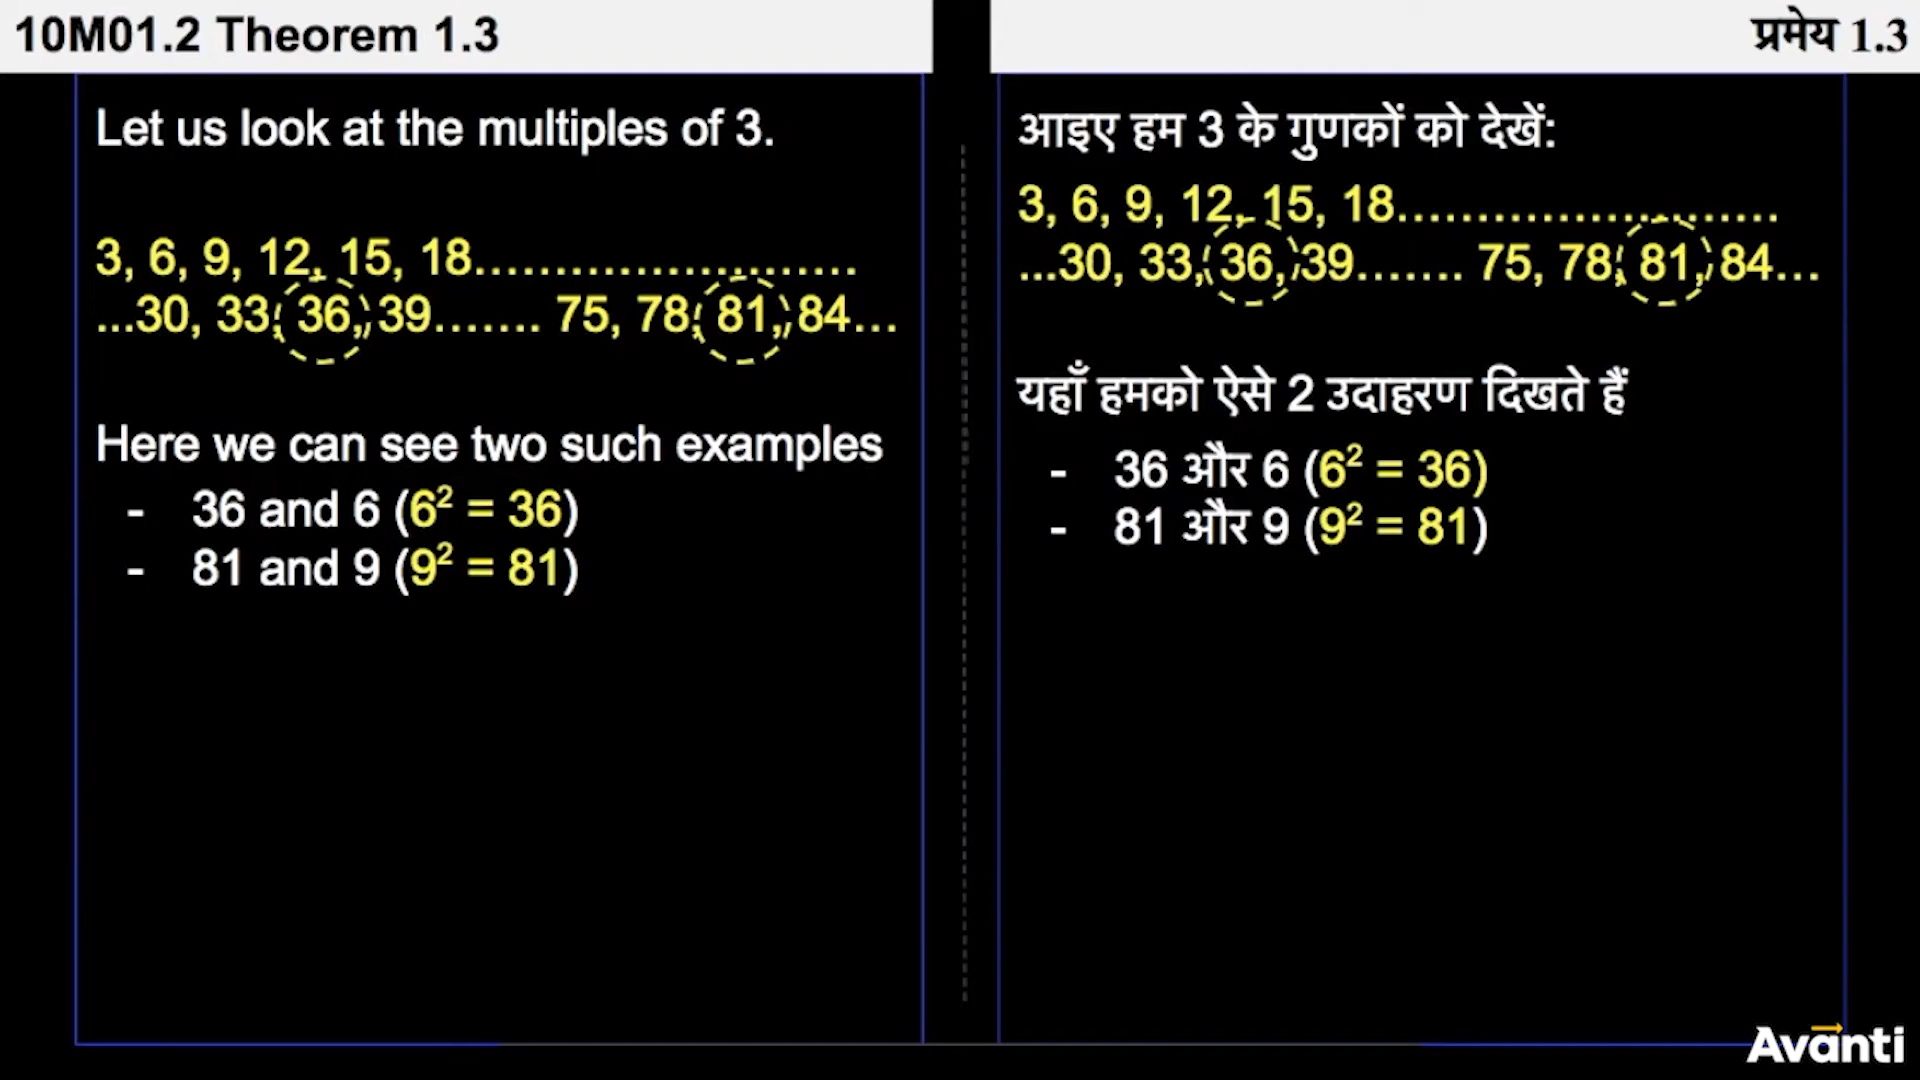 10M01.2 Theorem 1.3
प्रमेय 1.3
Let us look at the multiples of 3.
3, 6, 9, 12, 15, 18........................
...30, 33, 36, 39....... 75, 78, 81, 84...
Here we can see two such examples
- 36 and 6 (6² = 36)
- 81 and 9 (9² = 81)
आइए हम 3 के गुणकों को देखें:
3, 6, 9, 12, 15, 18........................
...30, 33, 36, 39....... 75, 78, 81, 84...
यहाँ हमको ऐसे 2 उदाहरण दिखते हैं
- 36 और 6 (6² = 36)
- 81 और 9 (9² = 81)
Avanti